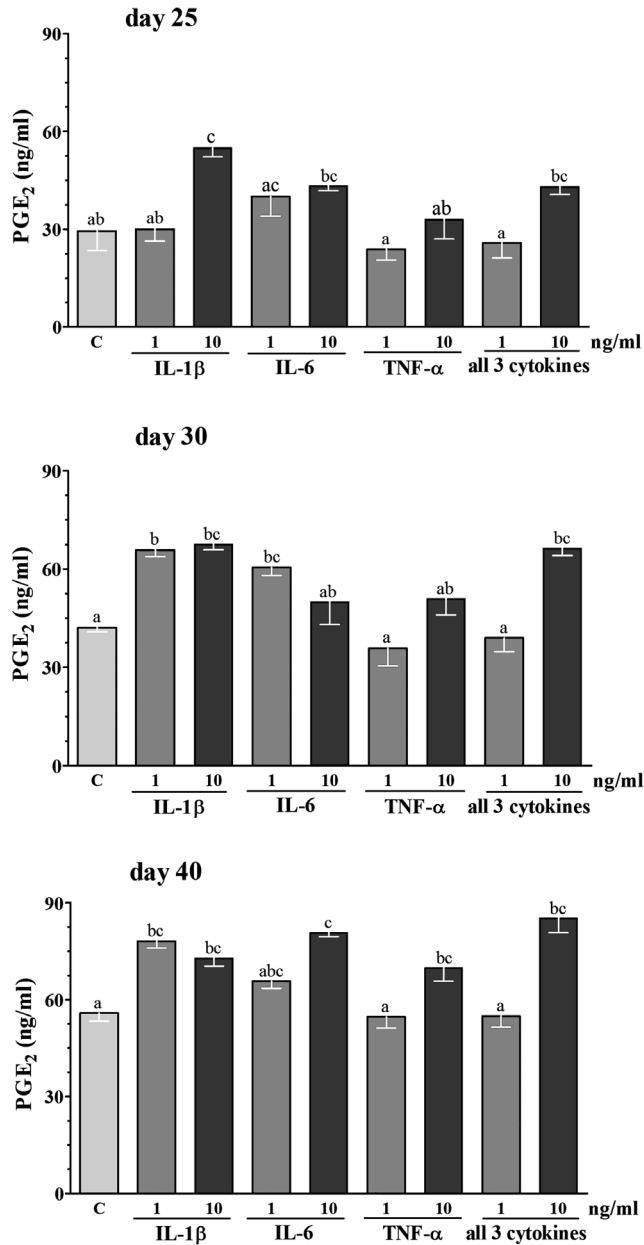 day 25
PGE2 (ng/ml)
90
60
30
0
ab ab c ac bc a ab a bc
C 1 10 1 10 1 10 1 10 ng/ml
IL-1β IL-6 TNF-α all 3 cytokines
day 30
PGE2 (ng/ml)
90
60
30
0
a b bc bc ab a ab a bc
C 1 10 1 10 1 10 1 10 ng/ml
IL-1β IL-6 TNF-α all 3 cytokines
day 40
PGE2 (ng/ml)
90
60
30
0
a bc bc abc c a bc a bc
C 1 10 1 10 1 10 1 10 ng/ml
IL-1β IL-6 TNF-α all 3 cytokines